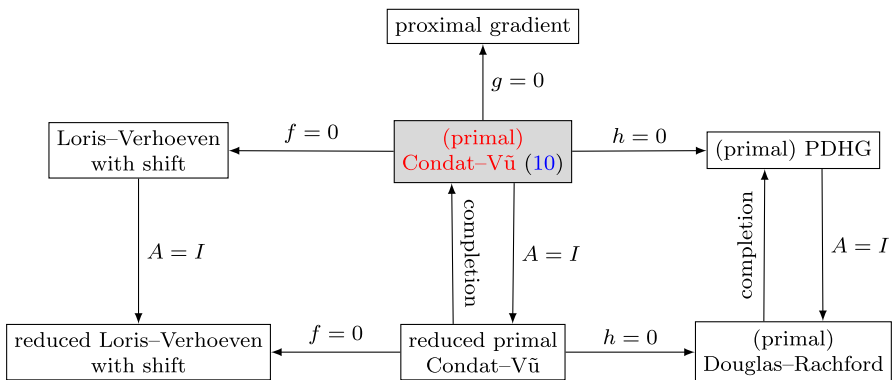 proximal gradient
g = 0
Loris–Verhoeven
with shift
f = 0
(primal)
Condat–Vũ (10)
h = 0
(primal) PDHG
A = I
completion
A = I
completion
A = I
reduced Loris–Verhoeven
with shift
f = 0
reduced primal
Condat–Vũ
h = 0
(primal)
Douglas–Rachford